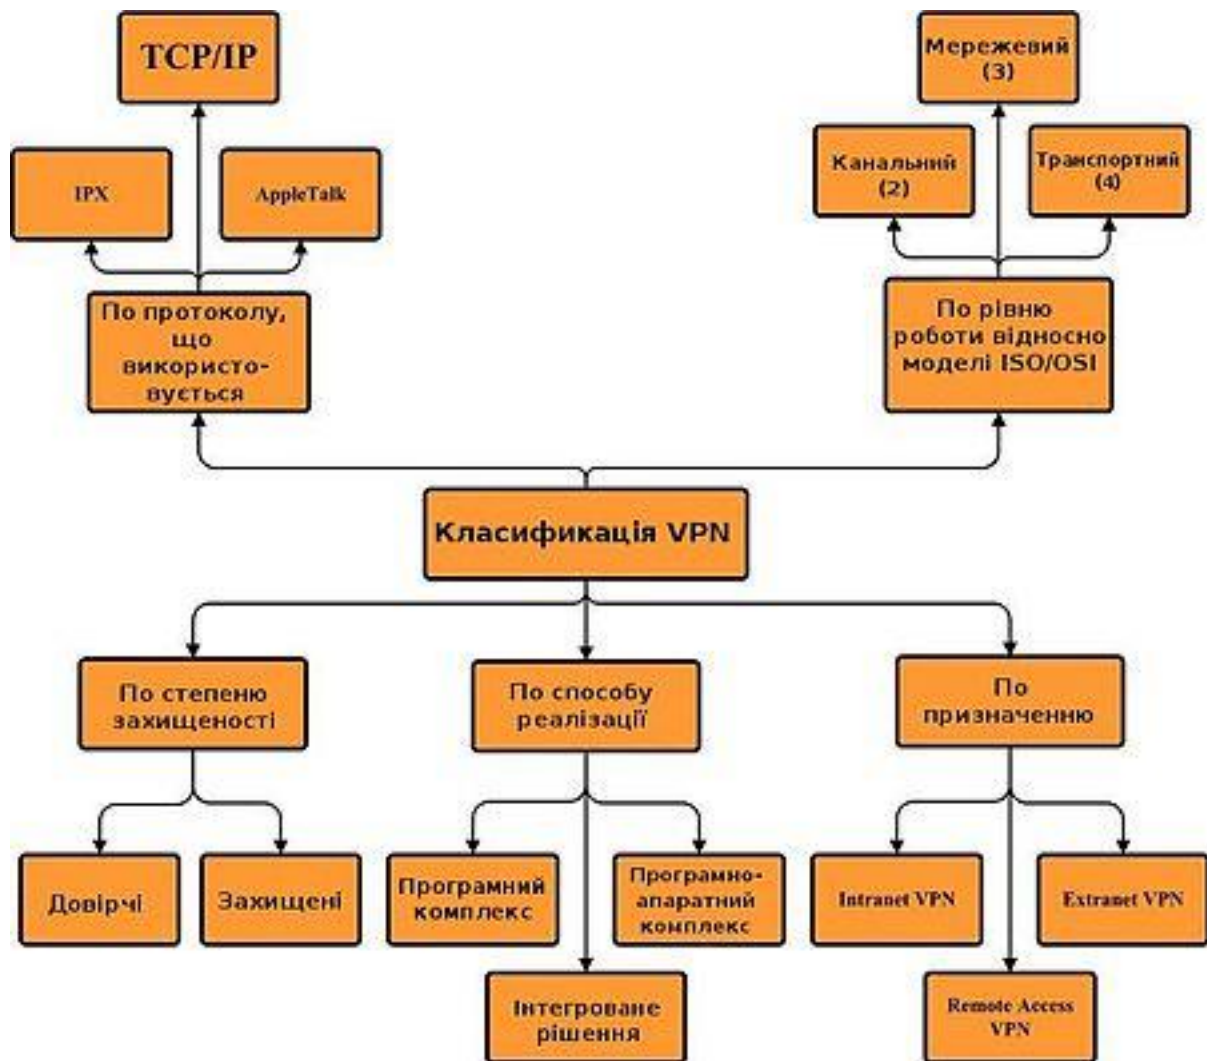 TCP/IP
Мережевий
(3)
IPX
AppleTalk
Канальний
(2)
Транспортний
(4)
По протоколу,
що
використо-
вується
По рівню
роботи відносно
моделі ISO/OSI
Класификація VPN
По степеню
захищеності
По способу
реалізації
По
призначенню
Довірчі
Захищені
Програмний
комплекс
Програмно-
апаратний
комплекс
Intranet VPN
Extranet VPN
Інтегроване
рішення
Remote Access
VPN